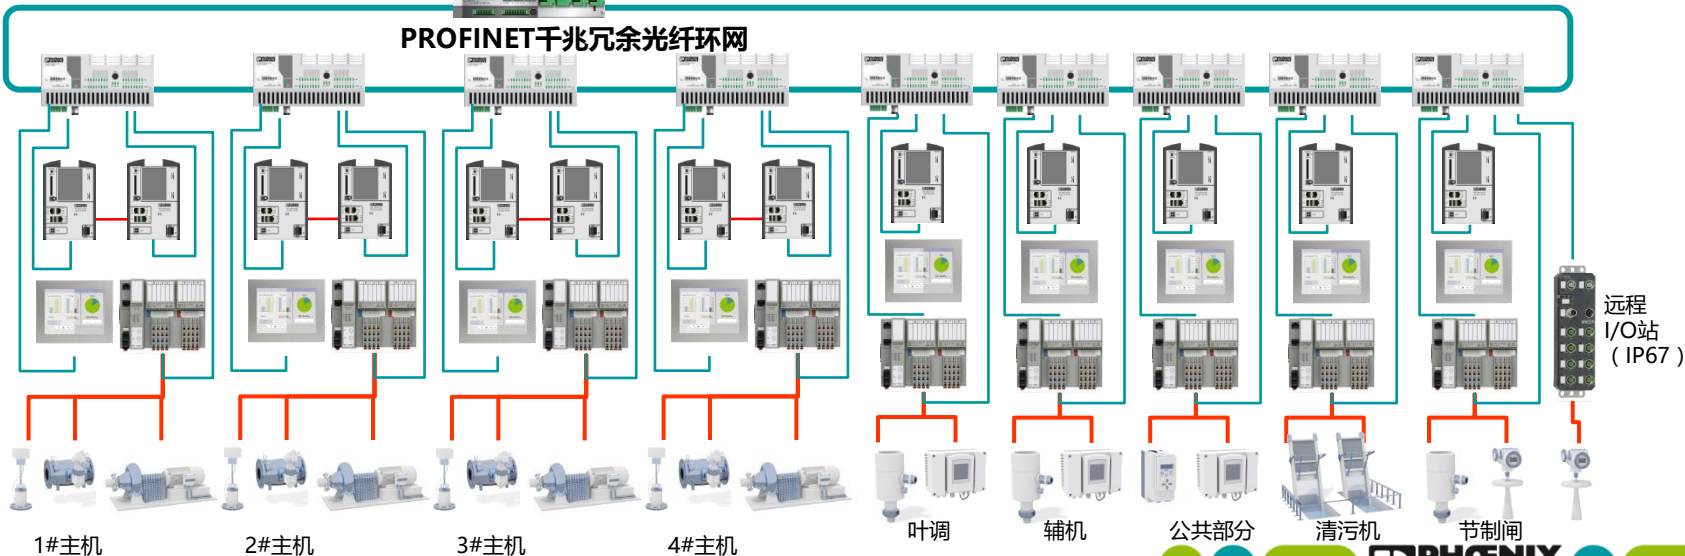 PROFINET千兆冗余光纤环网
远程
I/O站
（IP67）
1#主机
2#主机
3#主机
4#主机
叶调
辅机
公共部分
清污机
节制闸
PHŒNIX